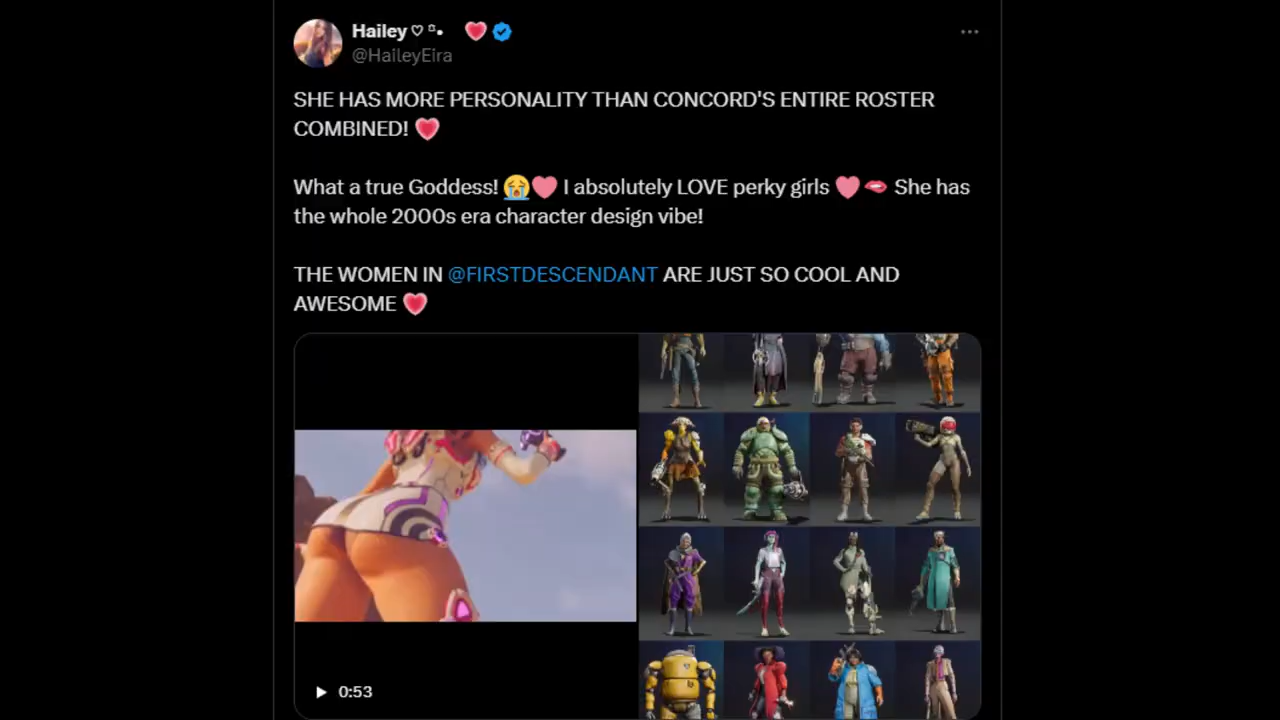 Hailey ♡ ⌑•
@HaileyEira
SHE HAS MORE PERSONALITY THAN CONCORD'S ENTIRE ROSTER
COMBINED! 💗
What a true Goddess! 😭🩷 I absolutely LOVE perky girls 🩷🫦 She has
the whole 2000s era character design vibe!
THE WOMEN IN @FIRSTDESCENDANT ARE JUST SO COOL AND
AWESOME 💗
0:53